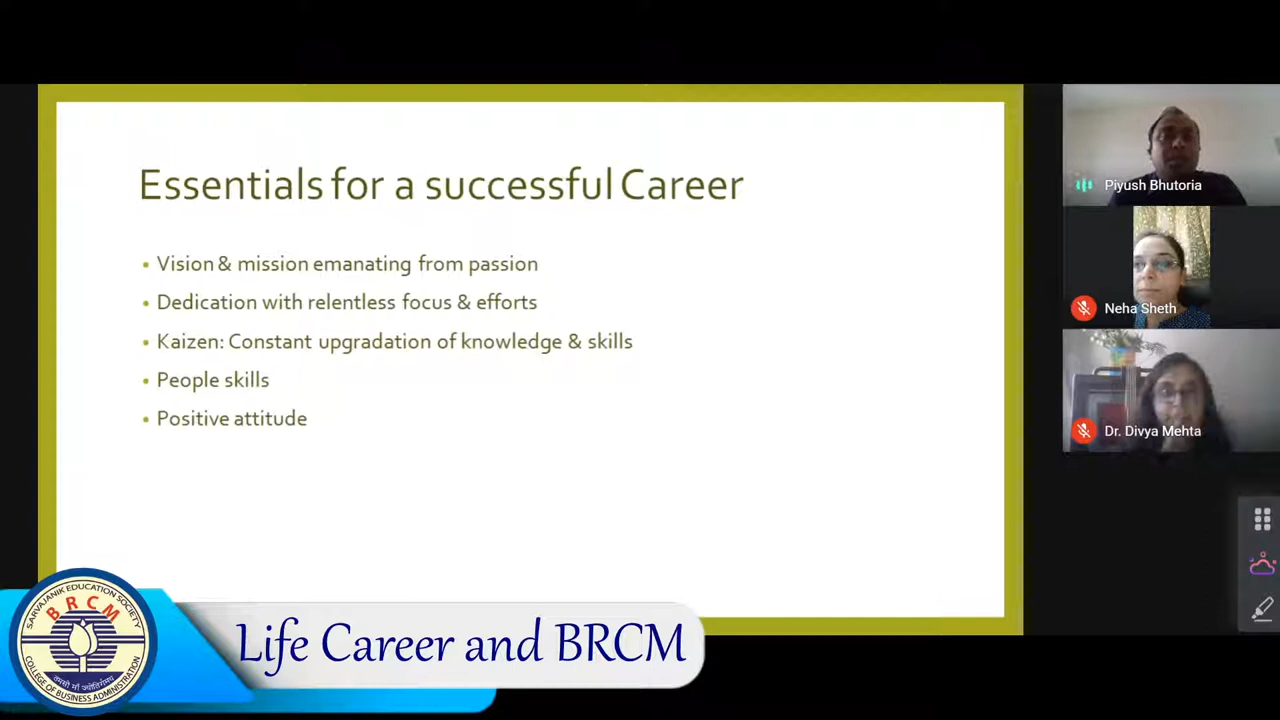 Essentials for a successful Career
• Vision & mission emanating from passion
• Dedication with relentless focus & efforts
• Kaizen: Constant upgradation of knowledge & skills
• People skills
• Positive attitude
Piyush Bhutoria
Neha Sheth
Dr. Divya Mehta
SARVAJANIK EDUCATION SOCIETY
BRCM
तमसो माँ ज्योतिर्गमय
COLLEGE OF BUSINESS ADMINISTRATION
Life Career and BRCM